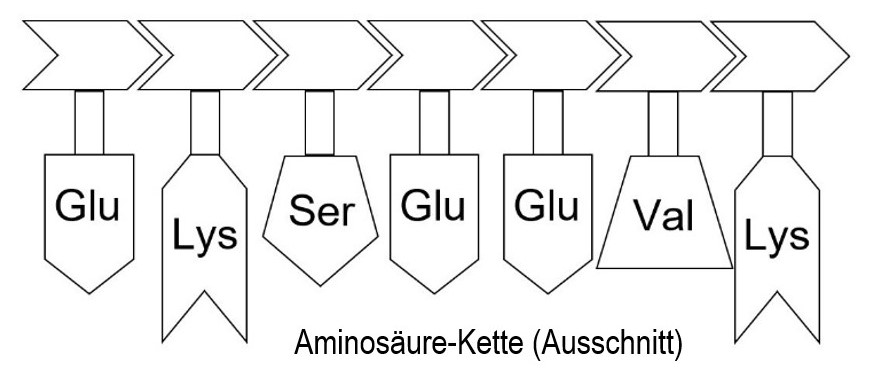 Glu Lys Ser Glu Glu Val Lys
Aminosäure-Kette (Ausschnitt)